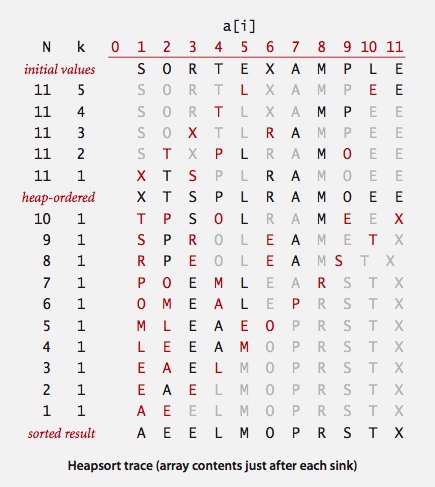 a[i]
N k 0 1 2 3 4 5 6 7 8 9 10 11
initial values S O R T E X A M P L E
11 5 S O R T L X A M P E E
11 4 S O R T L X A M P E E
11 3 S O X T L R A M P E E
11 2 S T X P L R A M O E E
11 1 X T S P L R A M O E E
heap-ordered X T S P L R A M O E E
10 1 T P S O L R A M E E X
9 1 S P R O L E A M E T X
8 1 R P E O L E A M S T X
7 1 P O E M L E A R S T X
6 1 O M E A L E P R S T X
5 1 M L E A E O P R S T X
4 1 L E E A M O P R S T X
3 1 E A E L M O P R S T X
2 1 E A E L M O P R S T X
1 1 A E E L M O P R S T X
sorted result A E E L M O P R S T X
Heapsort trace (array contents just after each sink)